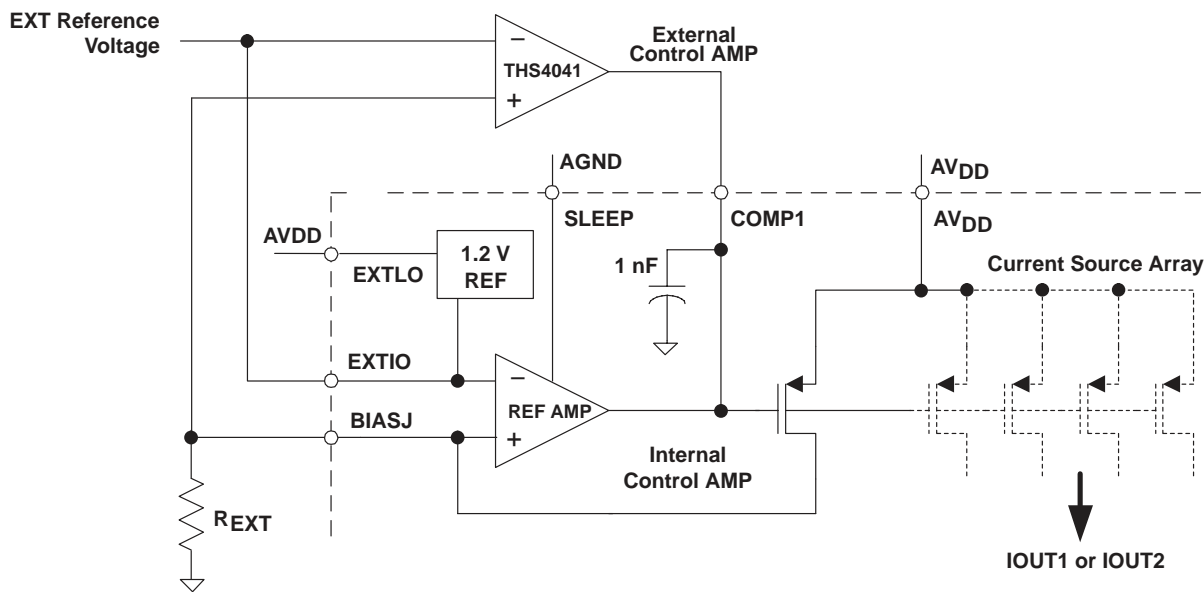 EXT Reference
Voltage
−
THS4041
+
External
Control AMP
AGND
AVDD
SLEEP
COMP1
AVDD
AVDD
EXTLO
1.2 V
REF
1 nF
Current Source Array
EXTIO
−
REF AMP
+
BIASJ
Internal
Control AMP
REXT
IOUT1 or IOUT2